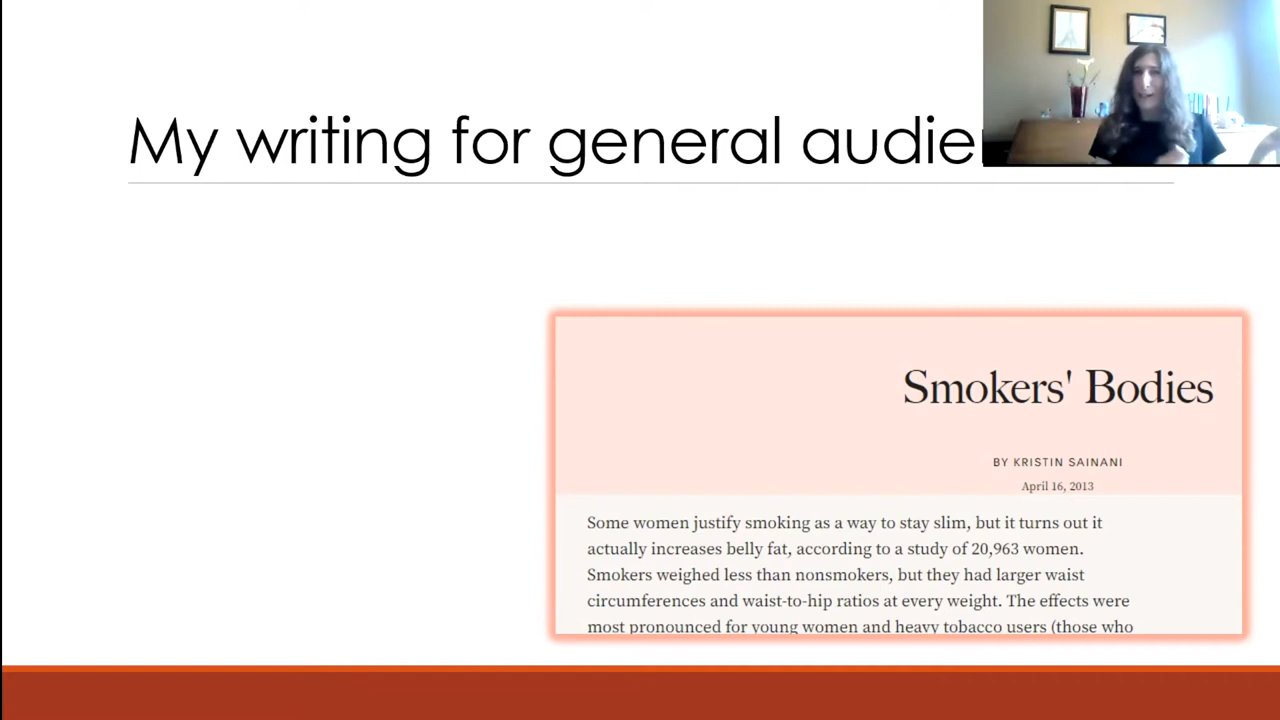 My writing for general audie
Smokers' Bodies
BY KRISTIN SAINANI
April 16, 2013
Some women justify smoking as a way to stay slim, but it turns out it
actually increases belly fat, according to a study of 20,963 women.
Smokers weighed less than nonsmokers, but they had larger waist
circumferences and waist-to-hip ratios at every weight. The effects were
most pronounced for young women and heavy tobacco users (those who